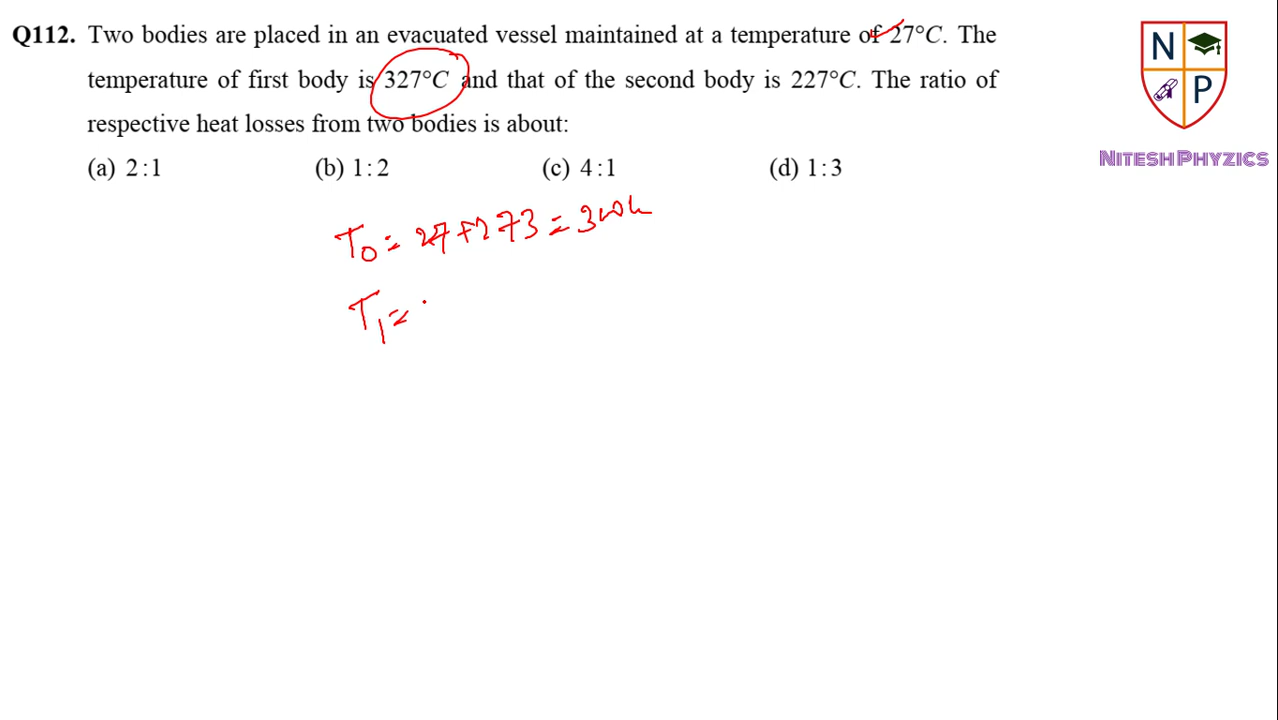 Q112. Two bodies are placed in an evacuated vessel maintained at a temperature of 27°C. The
temperature of first body is 327°C and that of the second body is 227°C. The ratio of
respective heat losses from two bodies is about:
(a) 2:1 (b) 1:2 (c) 4:1 (d) 1:3
N P
NITESH PHYZICS
T₀ = 27+273 = 300k
T₁ =